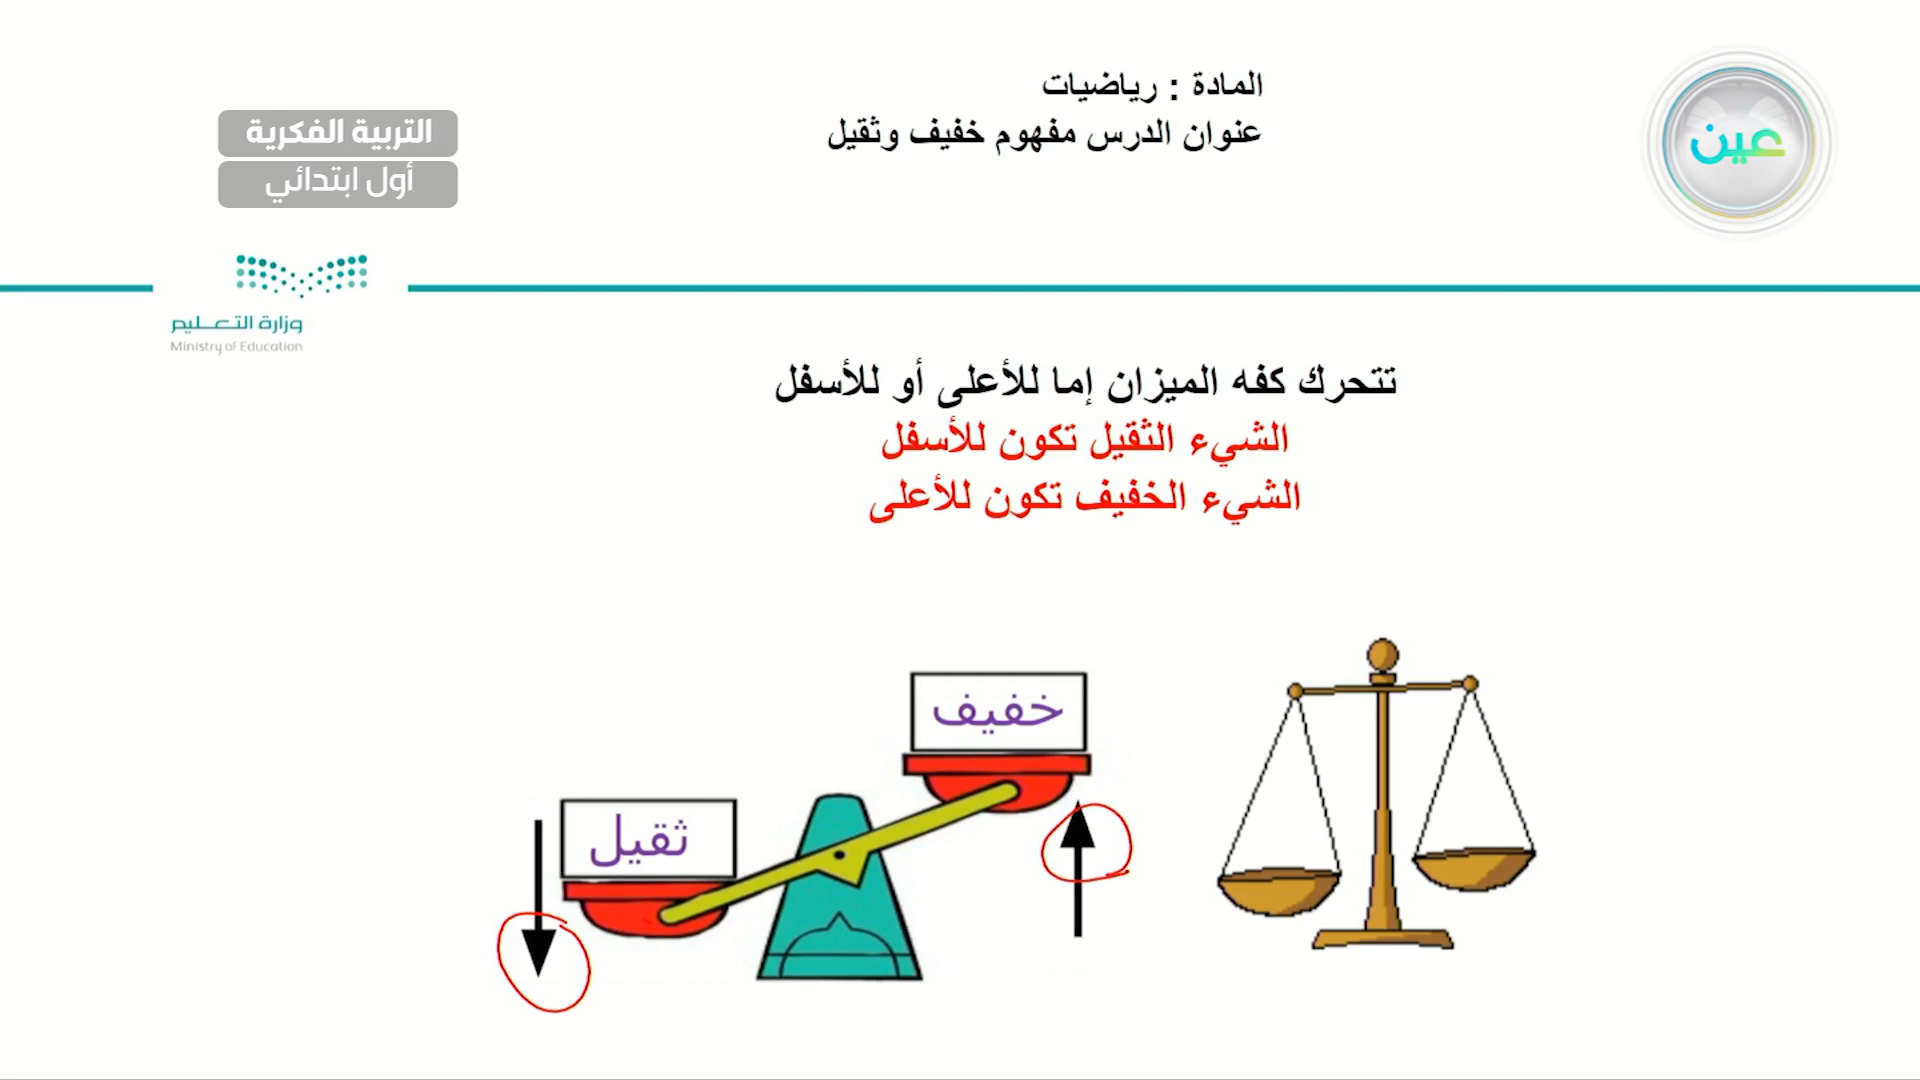 المادة : رياضيات
عنوان الدرس مفهوم خفيف وثقيل
عين
التربية الفكرية
أول ابتدائي
وزارة التعليم
Ministry of Education
تتحرك كفه الميزان إما للأعلى أو للأسفل
الشيء الثقيل تكون للأسفل
الشيء الخفيف تكون للأعلى
خفيف
ثقيل